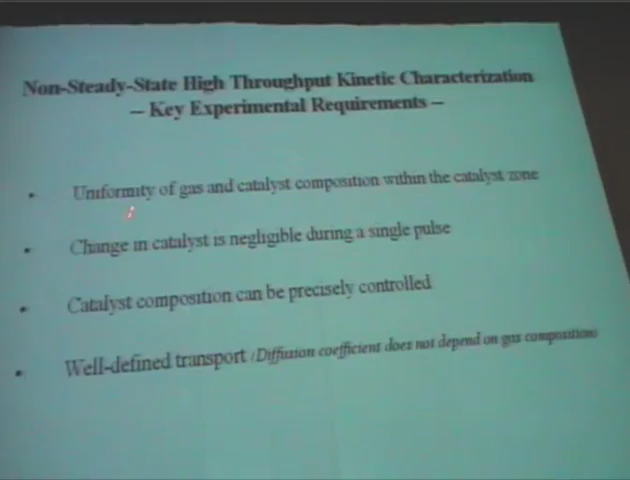 Non-Steady-State High Throughput Kinetic Characterization
– Key Experimental Requirements –
• Uniformity of gas and catalyst composition within the catalyst zone
• Change in catalyst is negligible during a single pulse
• Catalyst composition can be precisely controlled
• Well-defined transport (Diffusion coefficient does not depend on gas composition)